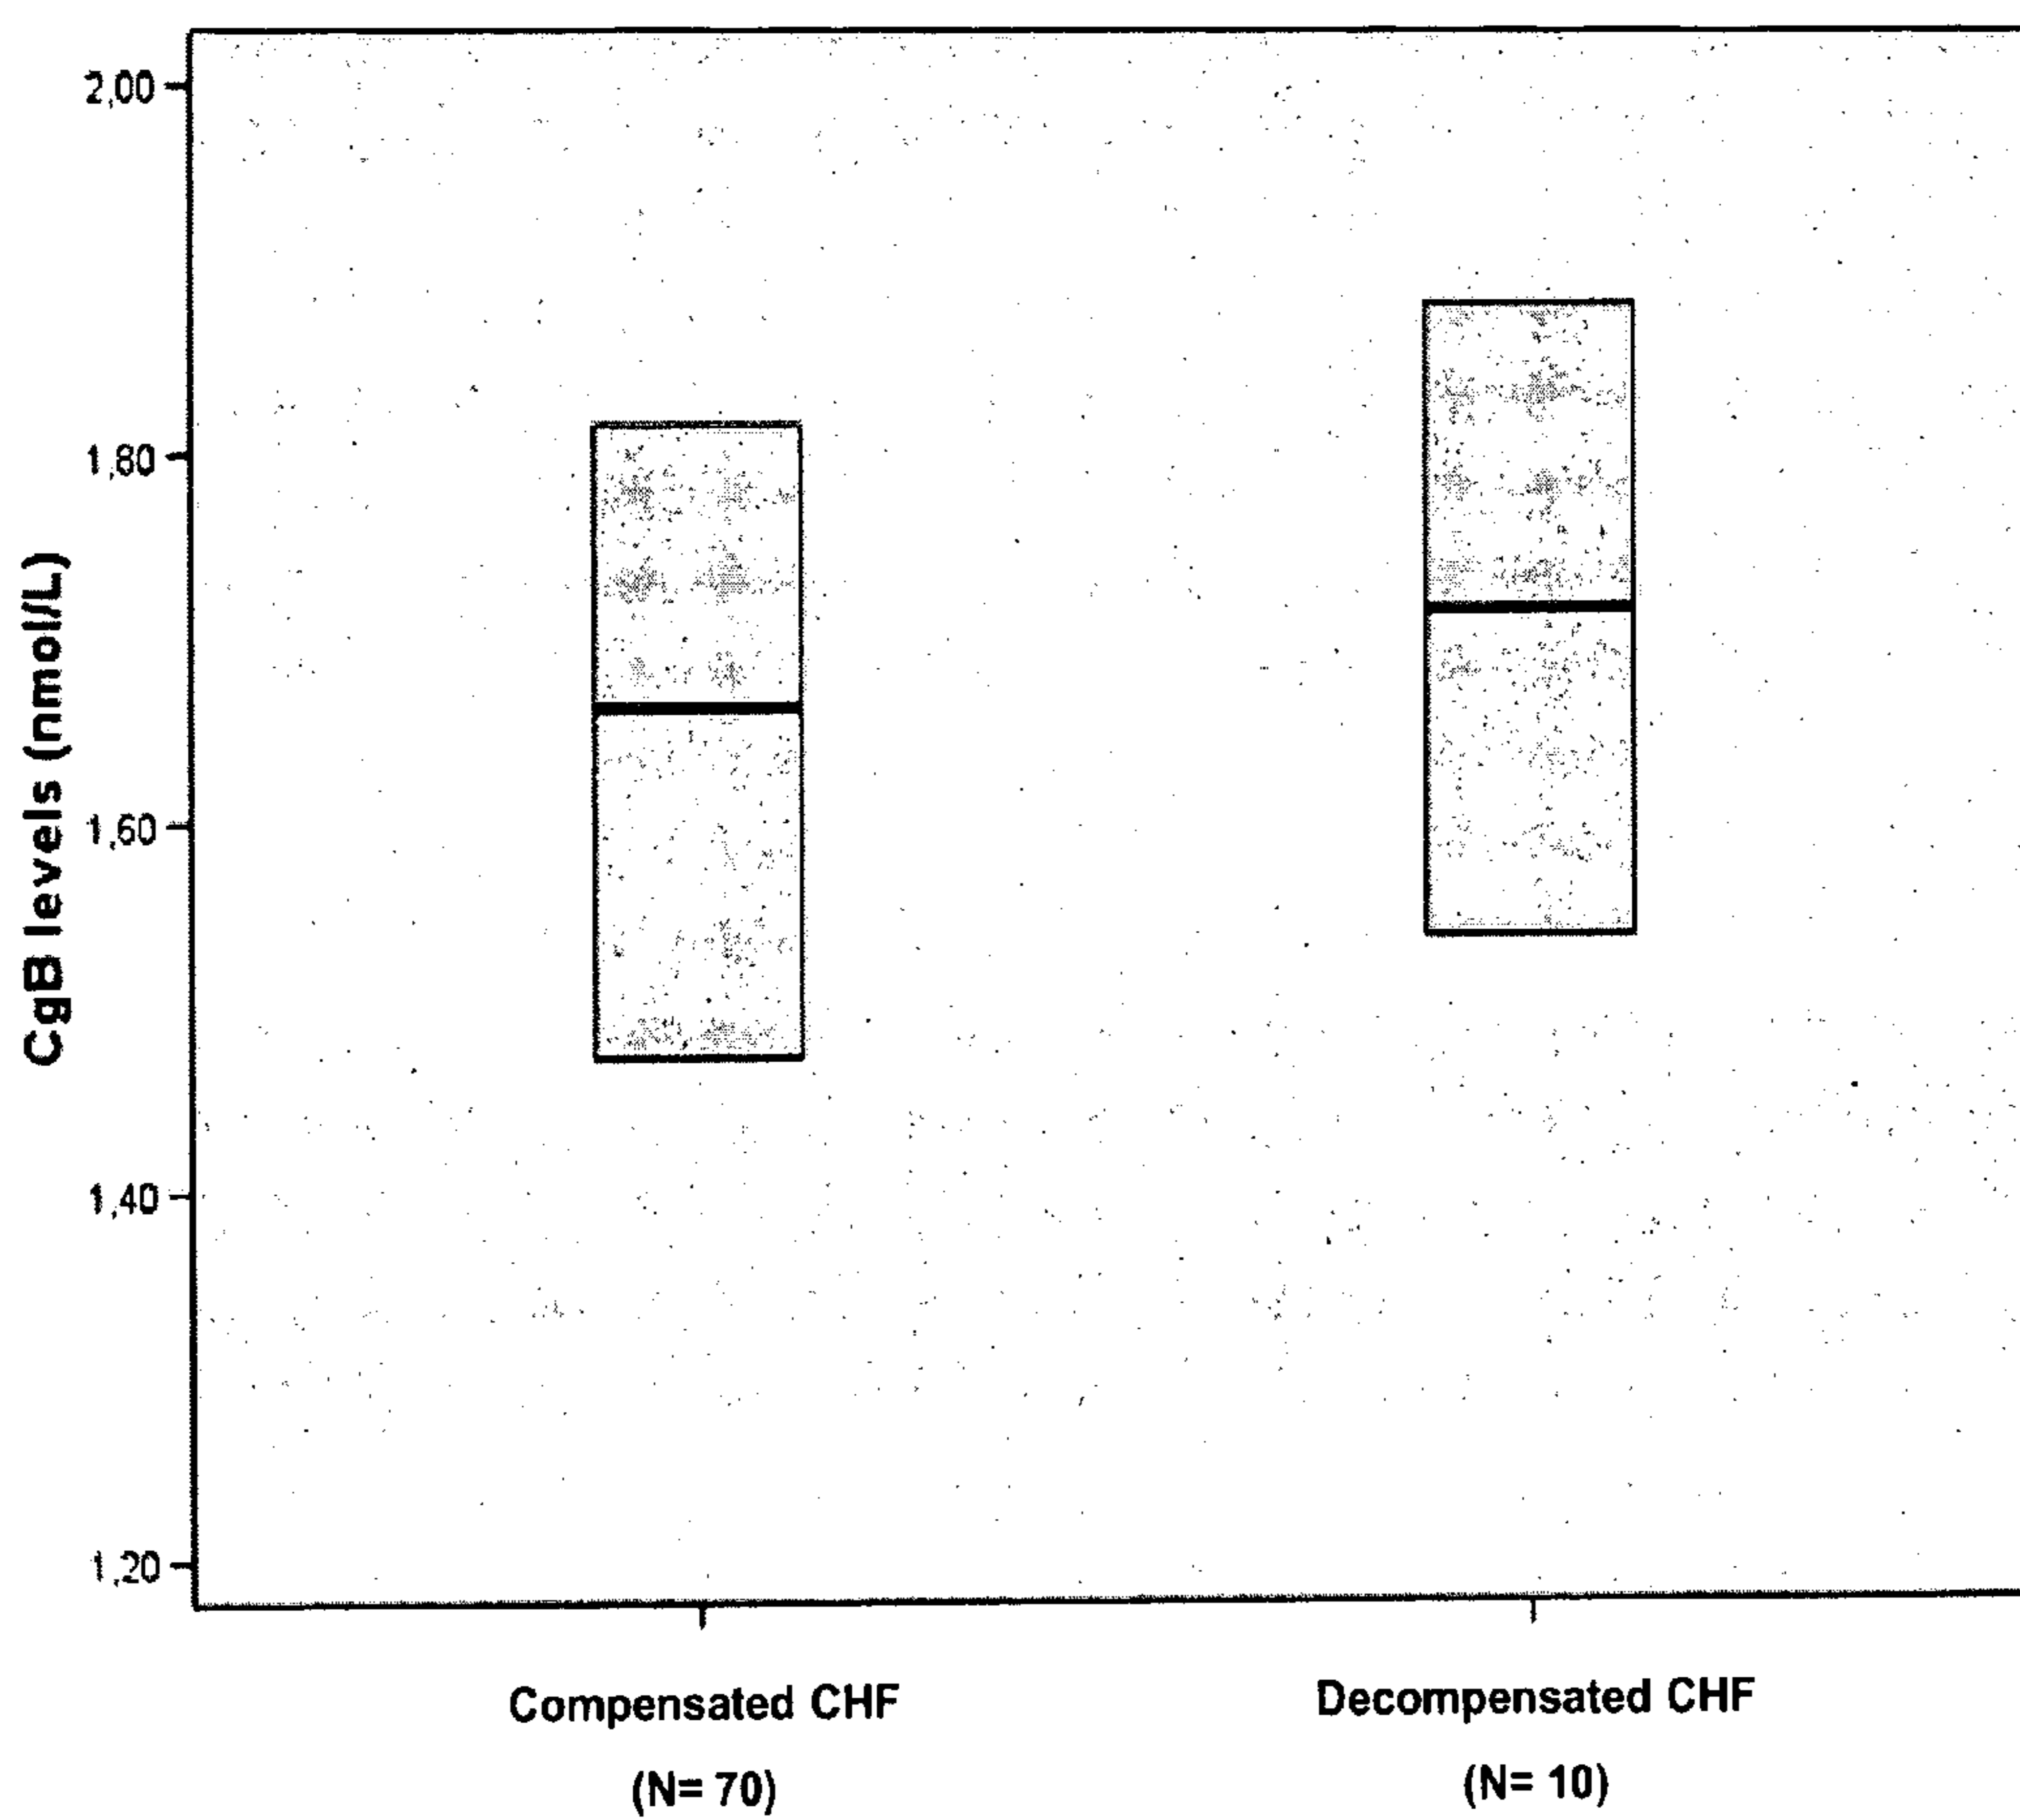 CgB levels (nmol/L)
2,00
1,80
1,60
1,40
1,20
Compensated CHF
(N= 70)
Decompensated CHF
(N= 10)